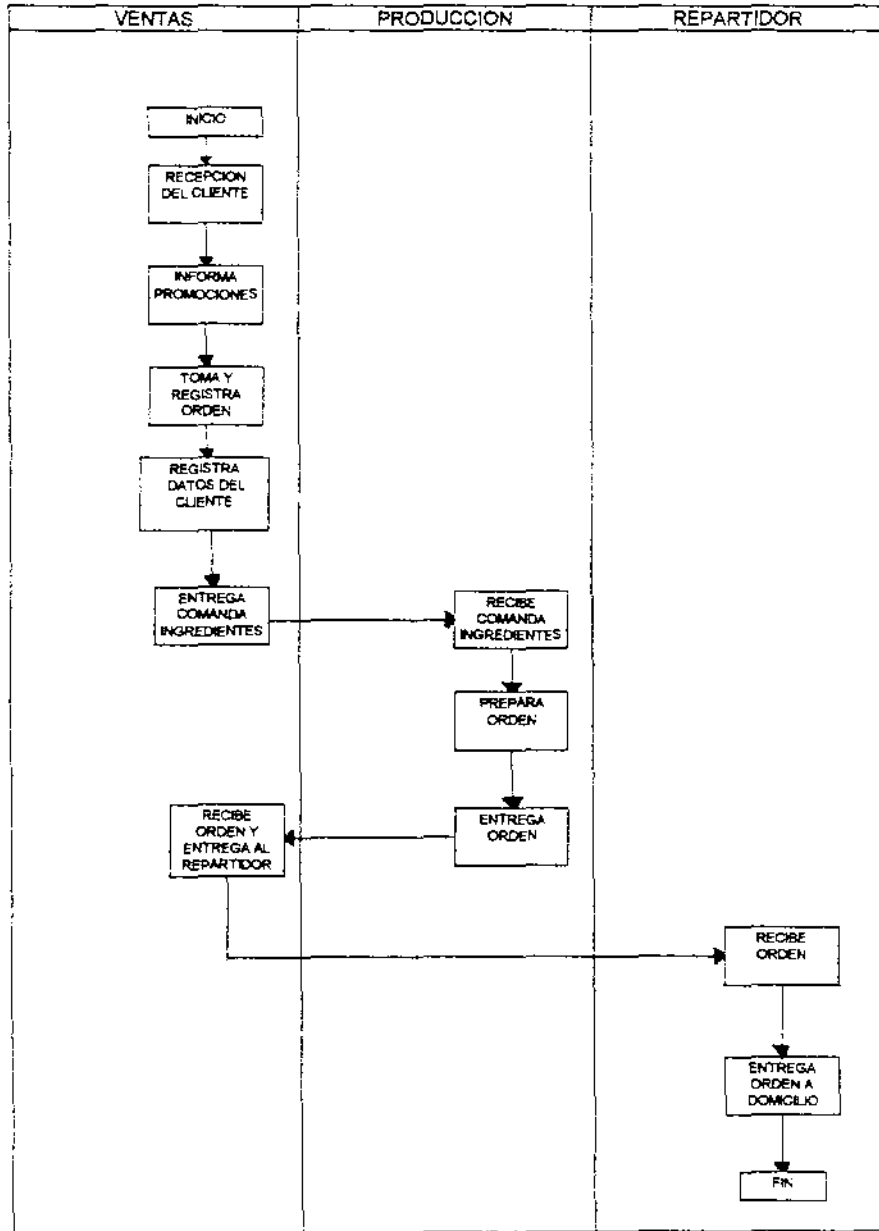 VENTAS PRODUCCION REPARTIDOR
INICIO
RECEPCION
DEL CLIENTE
INFORMA
PROMOCIONES
TOMA Y
REGISTRA
ORDEN
REGISTRA
DATOS DEL
CLIENTE
ENTREGA
COMANDA
INGREDIENTES
RECIBE
COMANDA
INGREDIENTES
PREPARA
ORDEN
ENTREGA
ORDEN
RECIBE
ORDEN Y
ENTREGA AL
REPARTIDOR
RECIBE
ORDEN
ENTREGA
ORDEN A
DOMICILIO
FIN